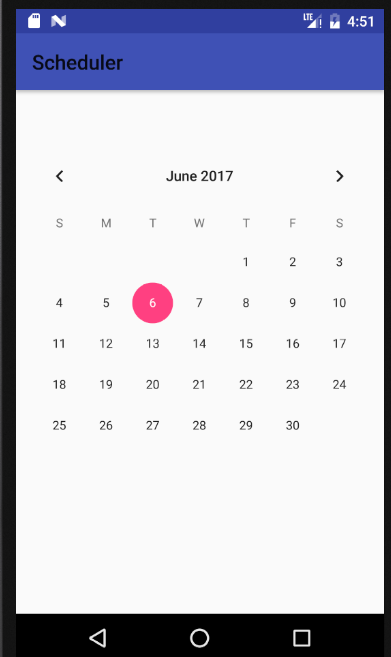 LTE 4:51
Scheduler
June 2017
S M T W T F S
1 2 3
4 5 6 7 8 9 10
11 12 13 14 15 16 17
18 19 20 21 22 23 24
25 26 27 28 29 30